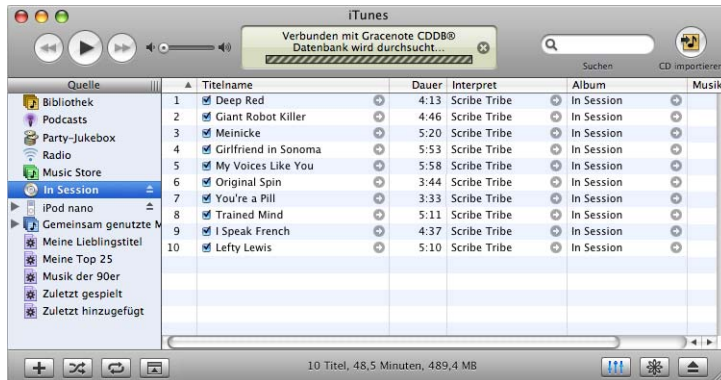 iTunes
Verbunden mit Gracenote CDDB®
Datenbank wird durchsucht...
Suchen
CD importieren
Quelle
Bibliothek
Podcasts
Party-Jukebox
Radio
Music Store
In Session
iPod nano
Gemeinsam genutzte M
Meine Lieblingstitel
Meine Top 25
Musik der 90er
Zuletzt gespielt
Zuletzt hinzugefügt
Titelname Dauer Interpret Album Musik
1 Deep Red 4:13 Scribe Tribe In Session
2 Giant Robot Killer 4:46 Scribe Tribe In Session
3 Meinicke 5:20 Scribe Tribe In Session
4 Girlfriend in Sonoma 5:53 Scribe Tribe In Session
5 My Voices Like You 5:58 Scribe Tribe In Session
6 Original Spin 3:44 Scribe Tribe In Session
7 You're a Pill 3:33 Scribe Tribe In Session
8 Trained Mind 5:11 Scribe Tribe In Session
9 I Speak French 4:37 Scribe Tribe In Session
10 Lefty Lewis 5:10 Scribe Tribe In Session
10 Titel, 48,5 Minuten, 489,4 MB